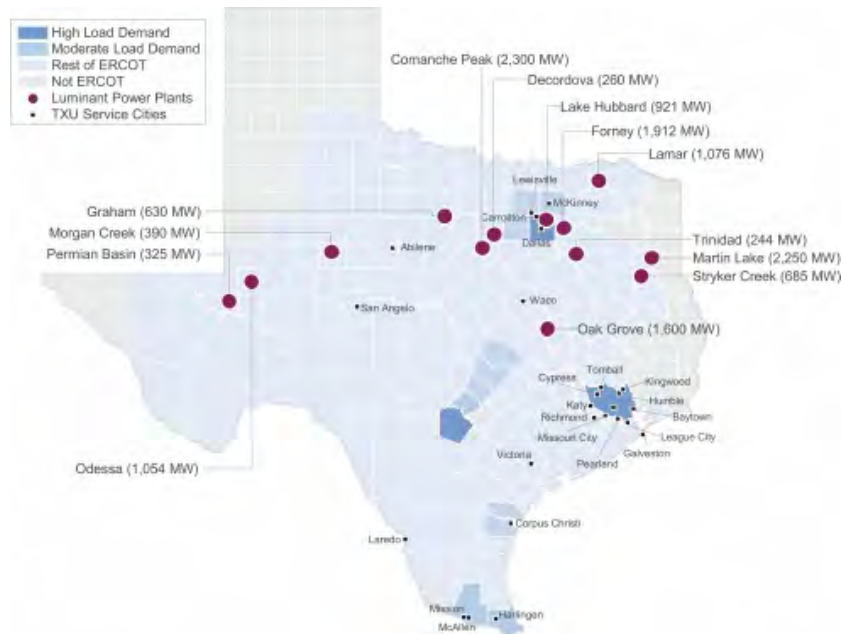 High Load Demand
Moderate Load Demand
Rest of ERCOT
Not ERCOT
Luminant Power Plants
TXU Service Cities
Comanche Peak (2,300 MW)
Decordova (260 MW)
Lake Hubbard (921 MW)
Forney (1,912 MW)
Lamar (1,076 MW)
Lewisville
McKinney
Carrollton
Dallas
Graham (630 MW)
Morgan Creek (390 MW)
Permian Basin (325 MW)
Abilene
Trinidad (244 MW)
Martin Lake (2,250 MW)
Stryker Creek (685 MW)
San Angelo
Waco
Oak Grove (1,600 MW)
Tomball
Cypress
Kingwood
Katy
Humble
Richmond
Baytown
Missouri City
League City
Pearland
Galveston
Odessa (1,054 MW)
Victoria
Corpus Christi
Laredo
Mission
Harlingen
McAllen